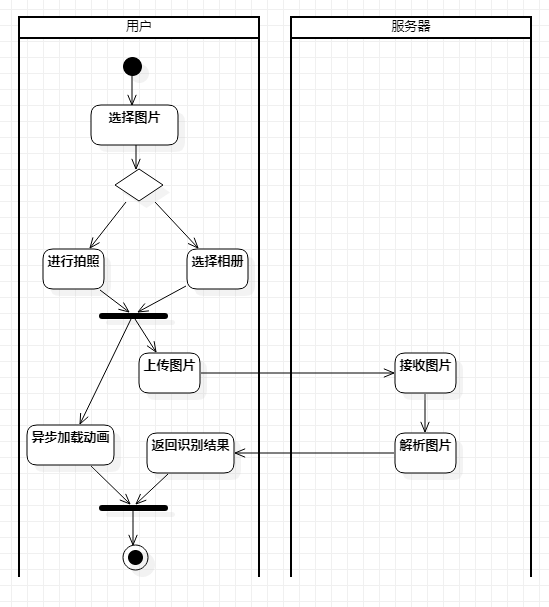 用户
服务器
选择图片
进行拍照
选择相册
上传图片
接收图片
异步加载动画
返回识别结果
解析图片